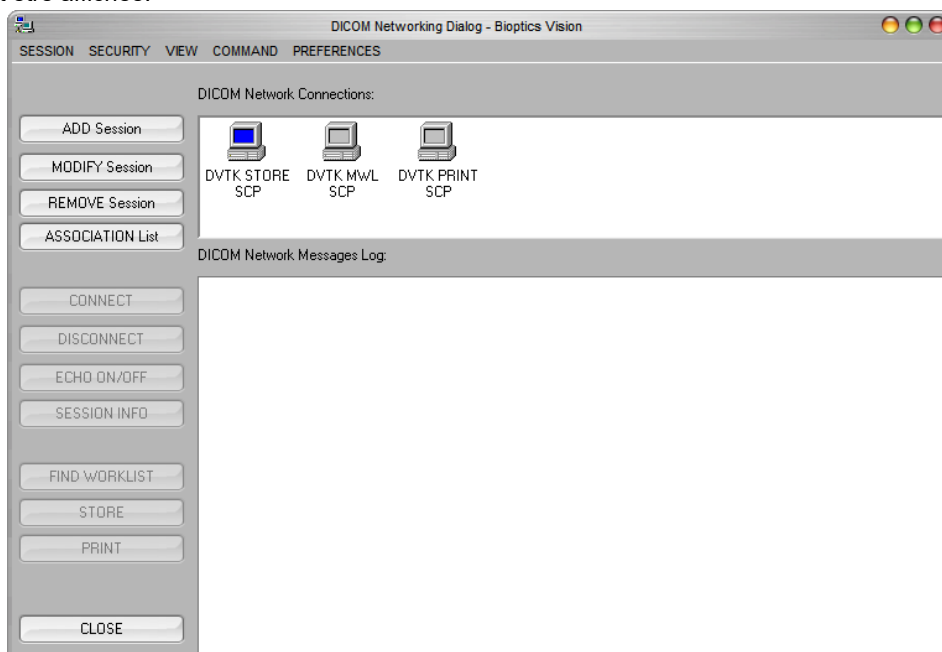 DICOM Networking Dialog - Bioptics Vision
SESSION SECURITY VIEW COMMAND PREFERENCES
DICOM Network Connections:
ADD Session
MODIFY Session
REMOVE Session
ASSOCIATION List
DVTK STORE SCP
DVTK MWL SCP
DVTK PRINT SCP
DICOM Network Messages Log:
CONNECT
DISCONNECT
ECHO ON/OFF
SESSION INFO
FIND WORKLIST
STORE
PRINT
CLOSE